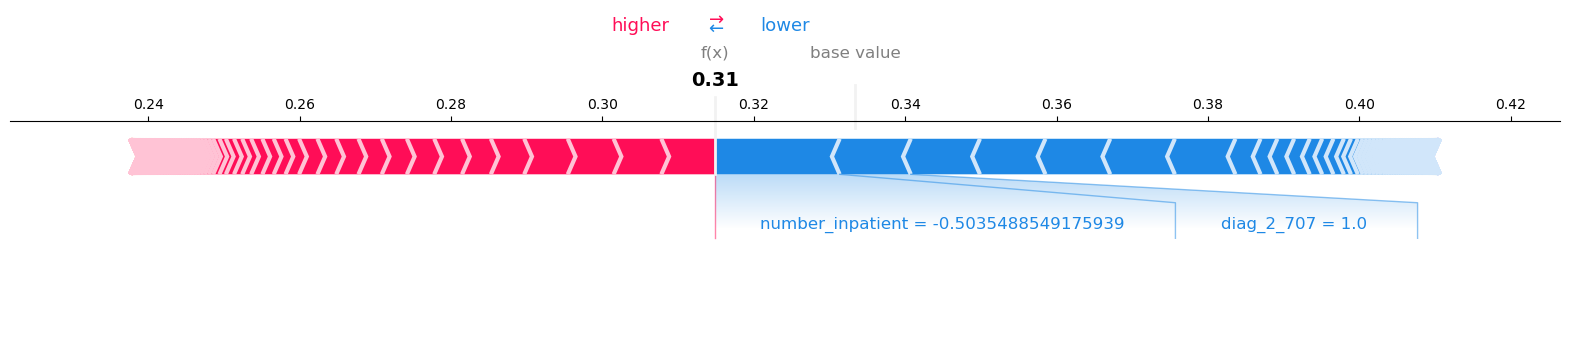 higher ⇄ lower
f(x) base value
0.31
0.24 0.26 0.28 0.30 0.32 0.34 0.36 0.38 0.40 0.42
number_inpatient = -0.5035488549175939 diag_2_707 = 1.0